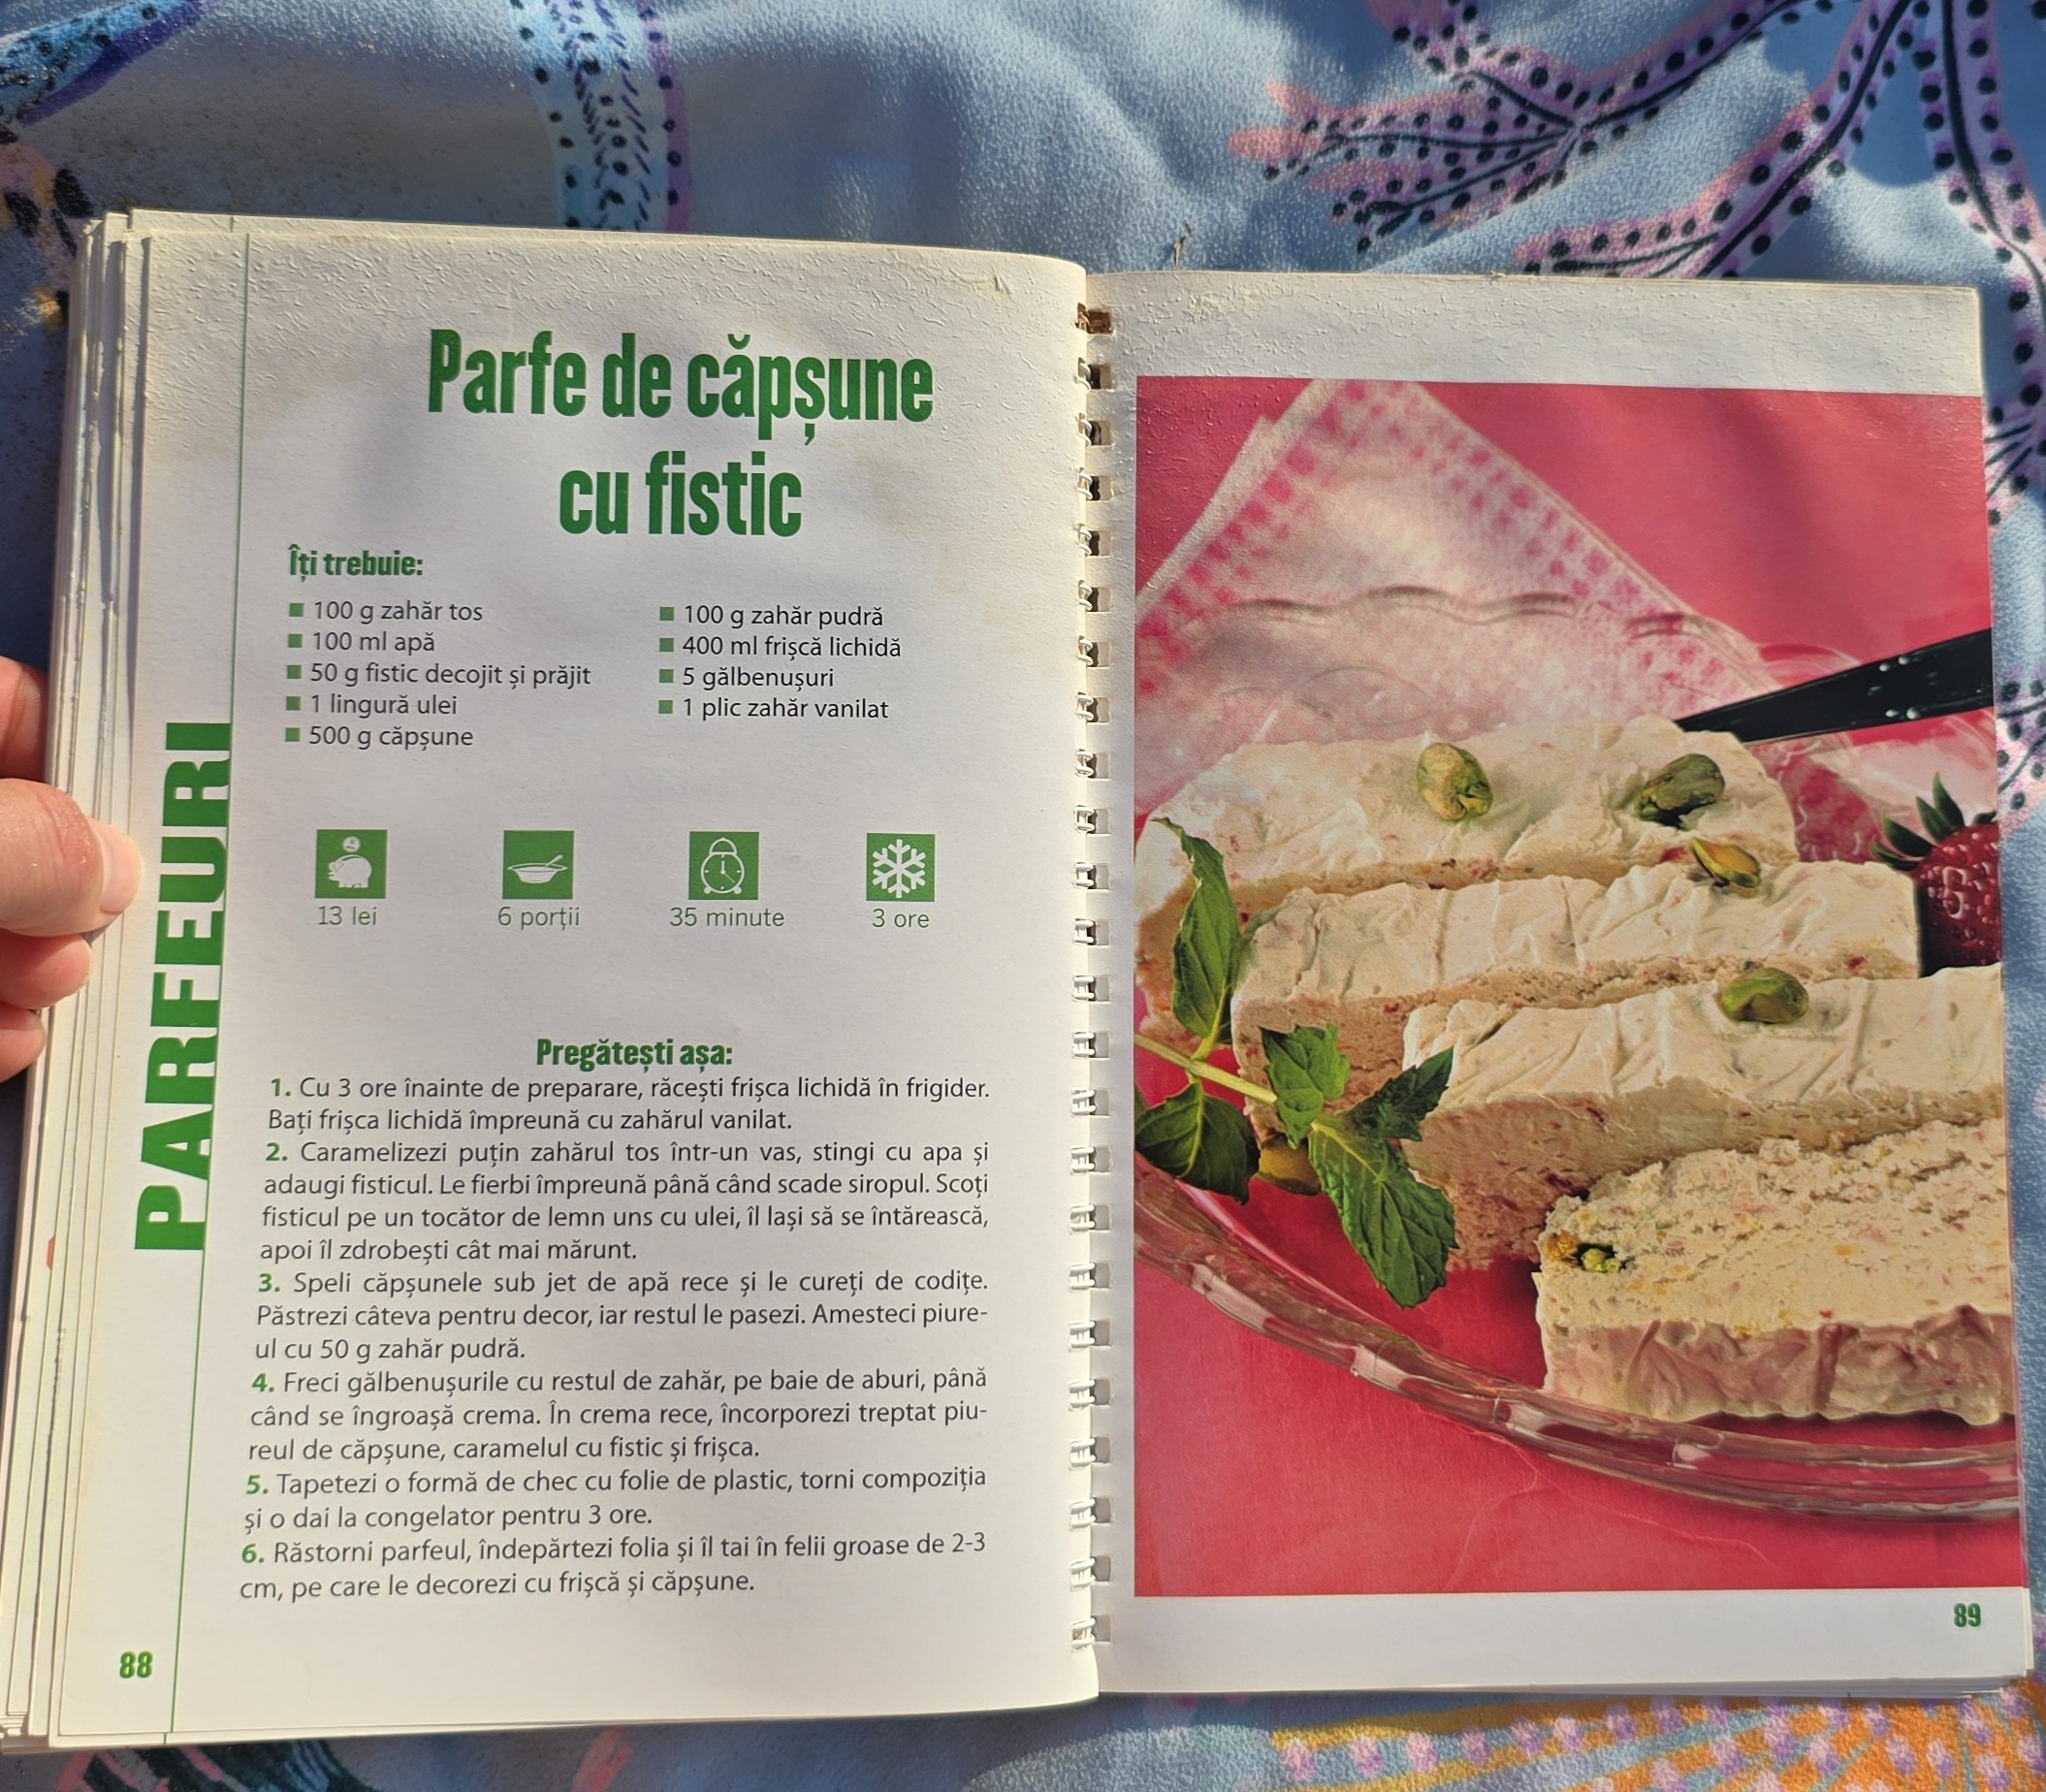 Parfe de căpșune
cu fistic
Îți trebuie:
100 g zahăr tos
100 ml apă
50 g fistic decojit și prăjit
1 lingură ulei
500 g căpșune
100 g zahăr pudră
400 ml frișcă lichidă
5 gălbenușuri
1 plic zahăr vanilat
13 lei
6 porții
35 minute
3 ore
PARFEURI
Pregătești așa:
1. Cu 3 ore înainte de preparare, răcești frișca lichidă în frigider.
Bați frișca lichidă împreună cu zahărul vanilat.
2. Caramelizezi puțin zahărul tos într-un vas, stingi cu apa și
adaugi fisticul. Le fierbi împreună până când scade siropul. Scoți
fisticul pe un tocător de lemn uns cu ulei, îl lași să se întărească,
apoi îl zdrobești cât mai mărunt.
3. Speli căpșunele sub jet de apă rece și le cureți de codițe.
Păstrezi câteva pentru decor, iar restul le pasezi. Amesteci piure-
ul cu 50 g zahăr pudră.
4. Freci gălbenușurile cu restul de zahăr, pe baie de aburi, până
când se îngroașă crema. În crema rece, încorporezi treptat piu-
reul de căpșune, caramelul cu fistic și frișca.
5. Tapetezi o formă de chec cu folie de plastic, torni compoziția
și o dai la congelator pentru 3 ore.
6. Răstorni parfeul, îndepărtezi folia și îl tai în felii groase de 2-3
cm, pe care le decorezi cu frișcă și căpșune.
88
89